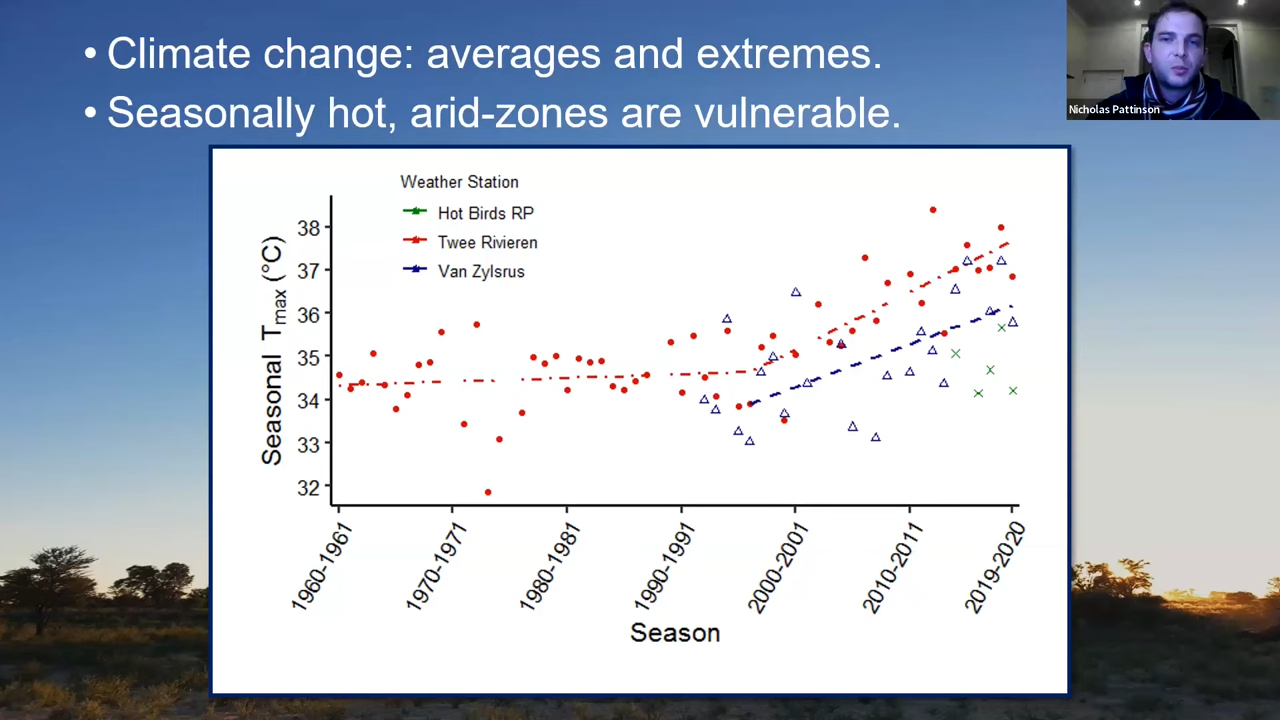 • Climate change: averages and extremes.
• Seasonally hot, arid-zones are vulnerable.
Nicholas Pattinson
Weather Station
Hot Birds RP
Twee Rivieren
Van Zylsrus
Seasonal Tmax (°C)
38
37
36
35
34
33
32
1960-1961
1970-1971
1980-1981
1990-1991
2000-2001
2010-2011
2019-2020
Season